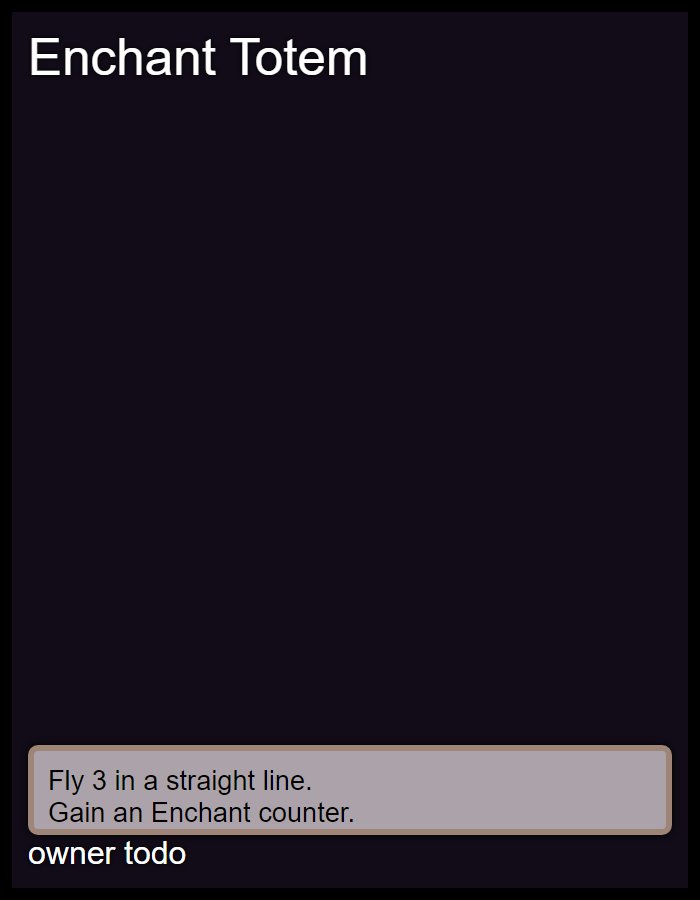 Enchant Totem
Fly 3 in a straight line.
Gain an Enchant counter.
owner todo